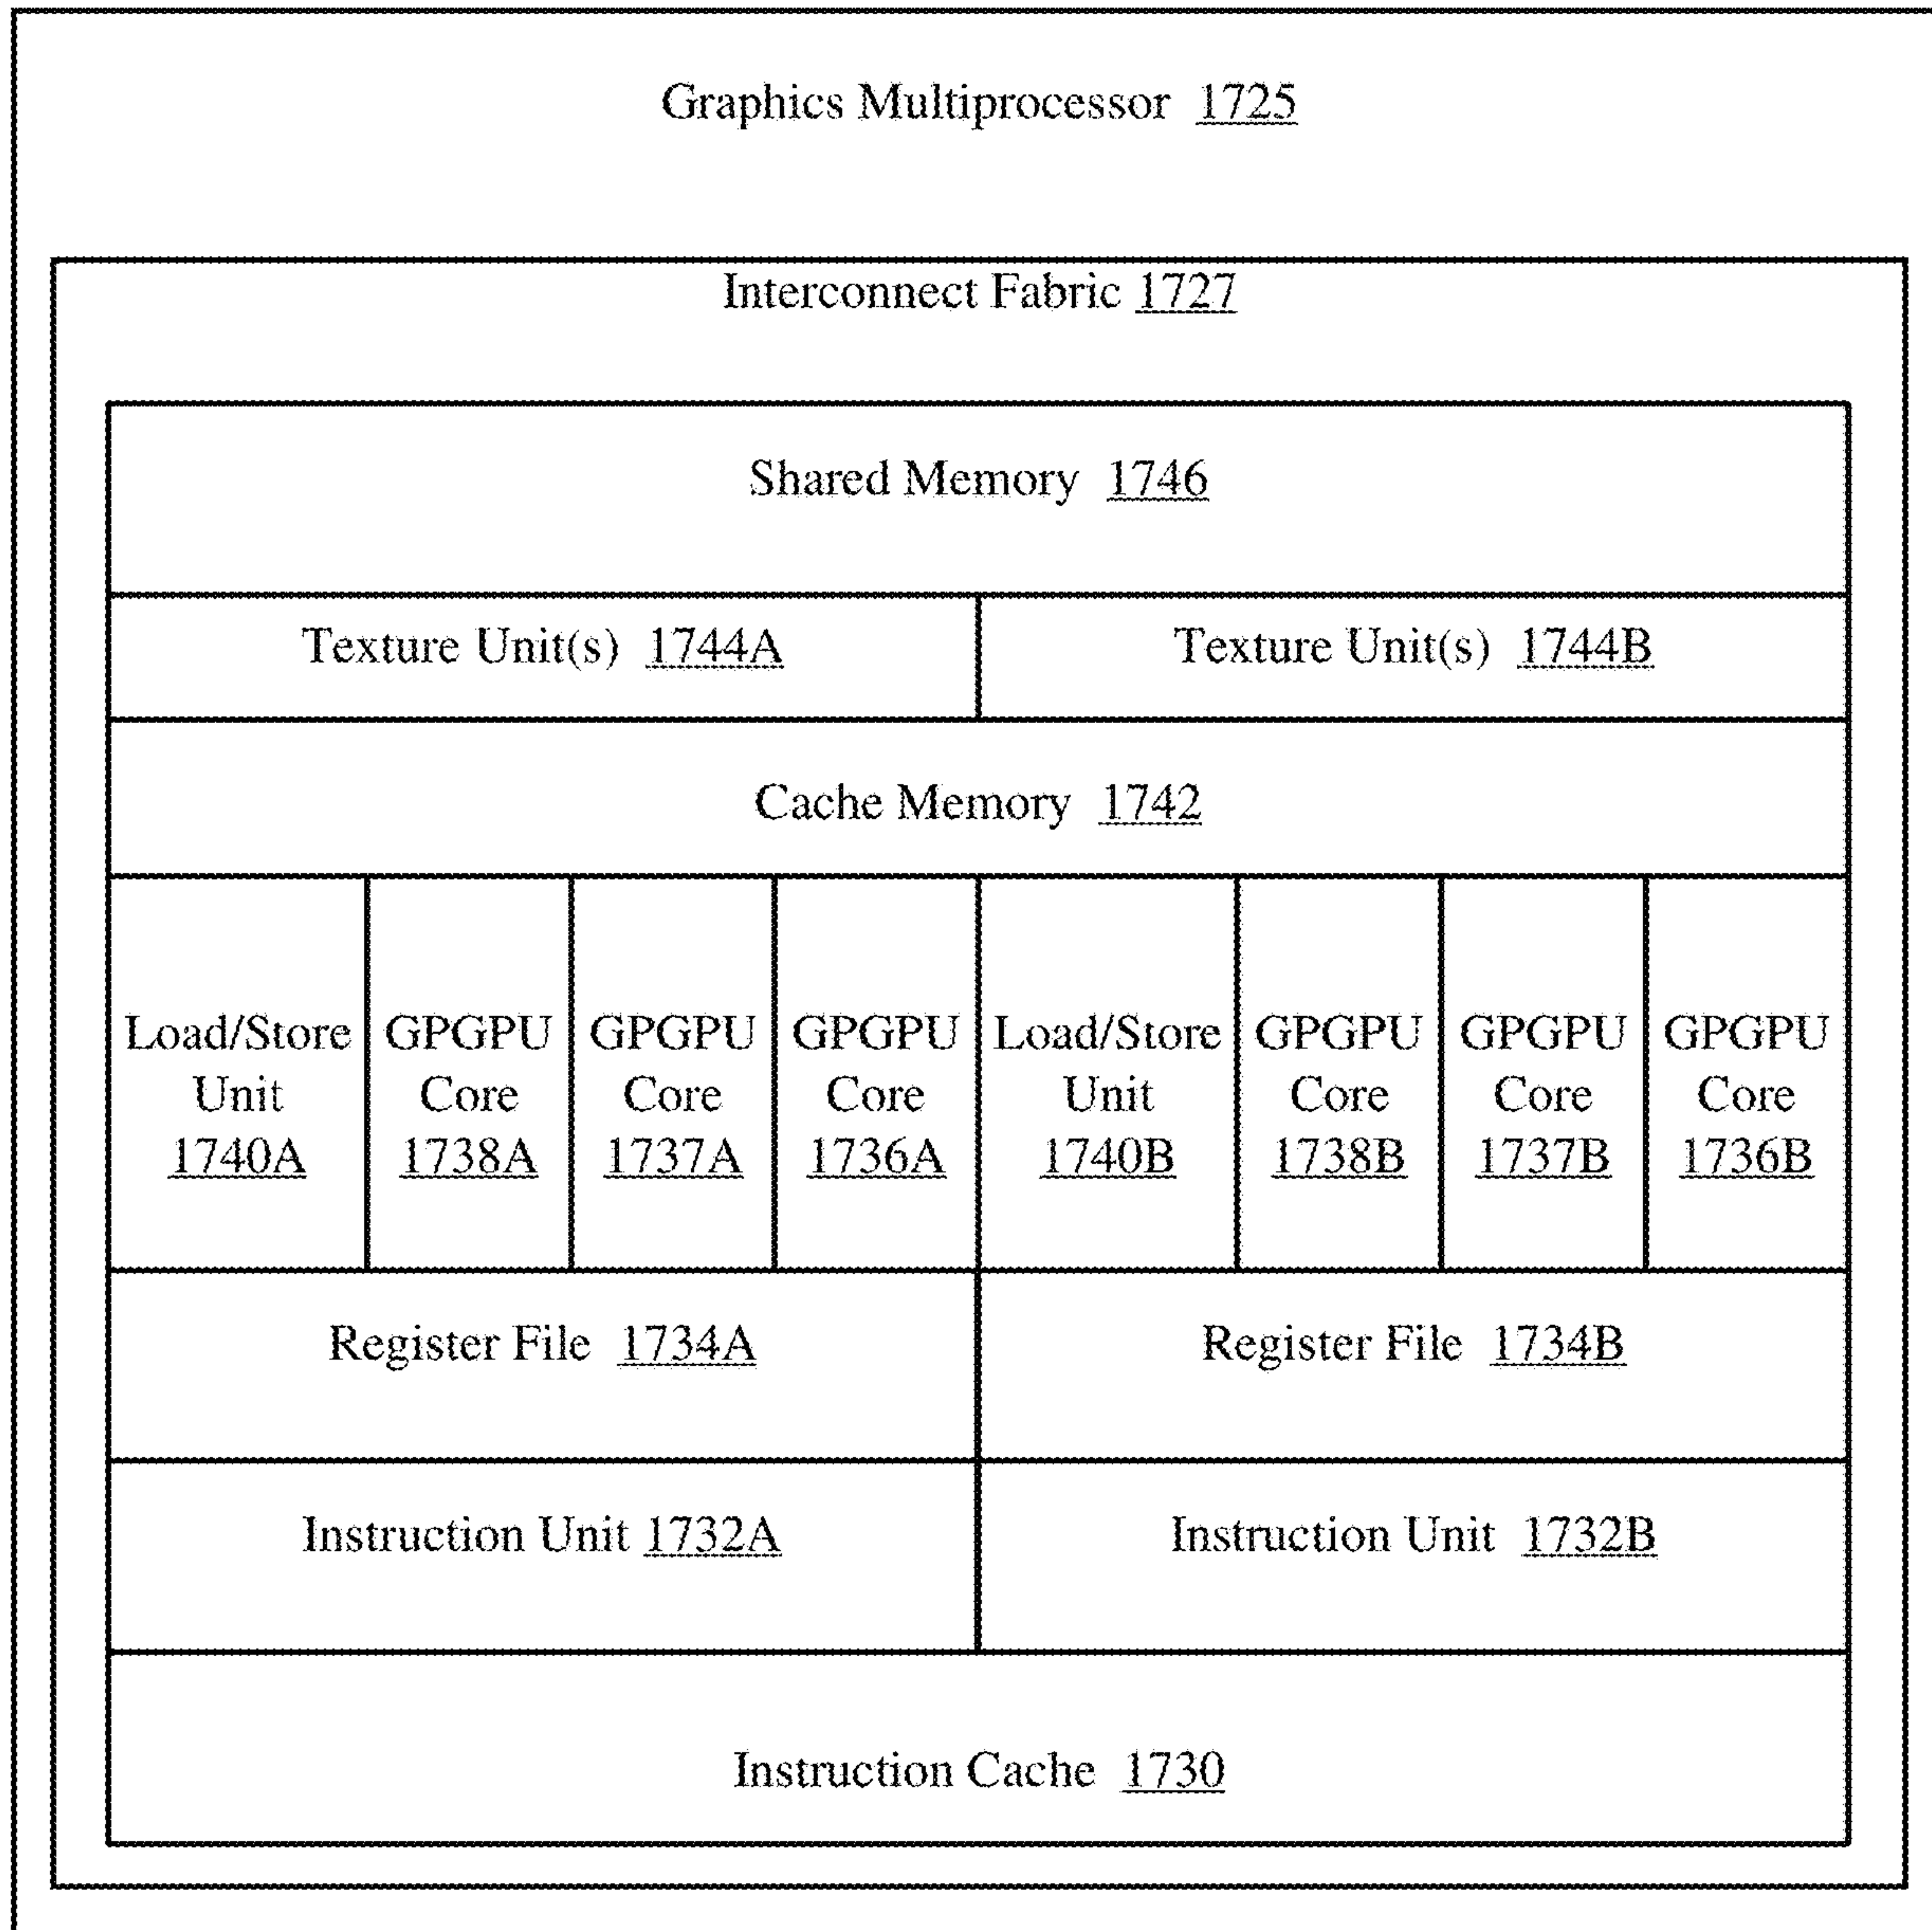 Graphics Multiprocessor 1725
Interconnect Fabric 1727
Shared Memory 1746
Texture Unit(s) 1744A
Texture Unit(s) 1744B
Cache Memory 1742
Load/Store
Unit
1740A
GPGPU
Core
1738A
GPGPU
Core
1737A
GPGPU
Core
1736A
Load/Store
Unit
1740B
GPGPU
Core
1738B
GPGPU
Core
1737B
GPGPU
Core
1736B
Register File 1734A
Register File 1734B
Instruction Unit 1732A
Instruction Unit 1732B
Instruction Cache 1730